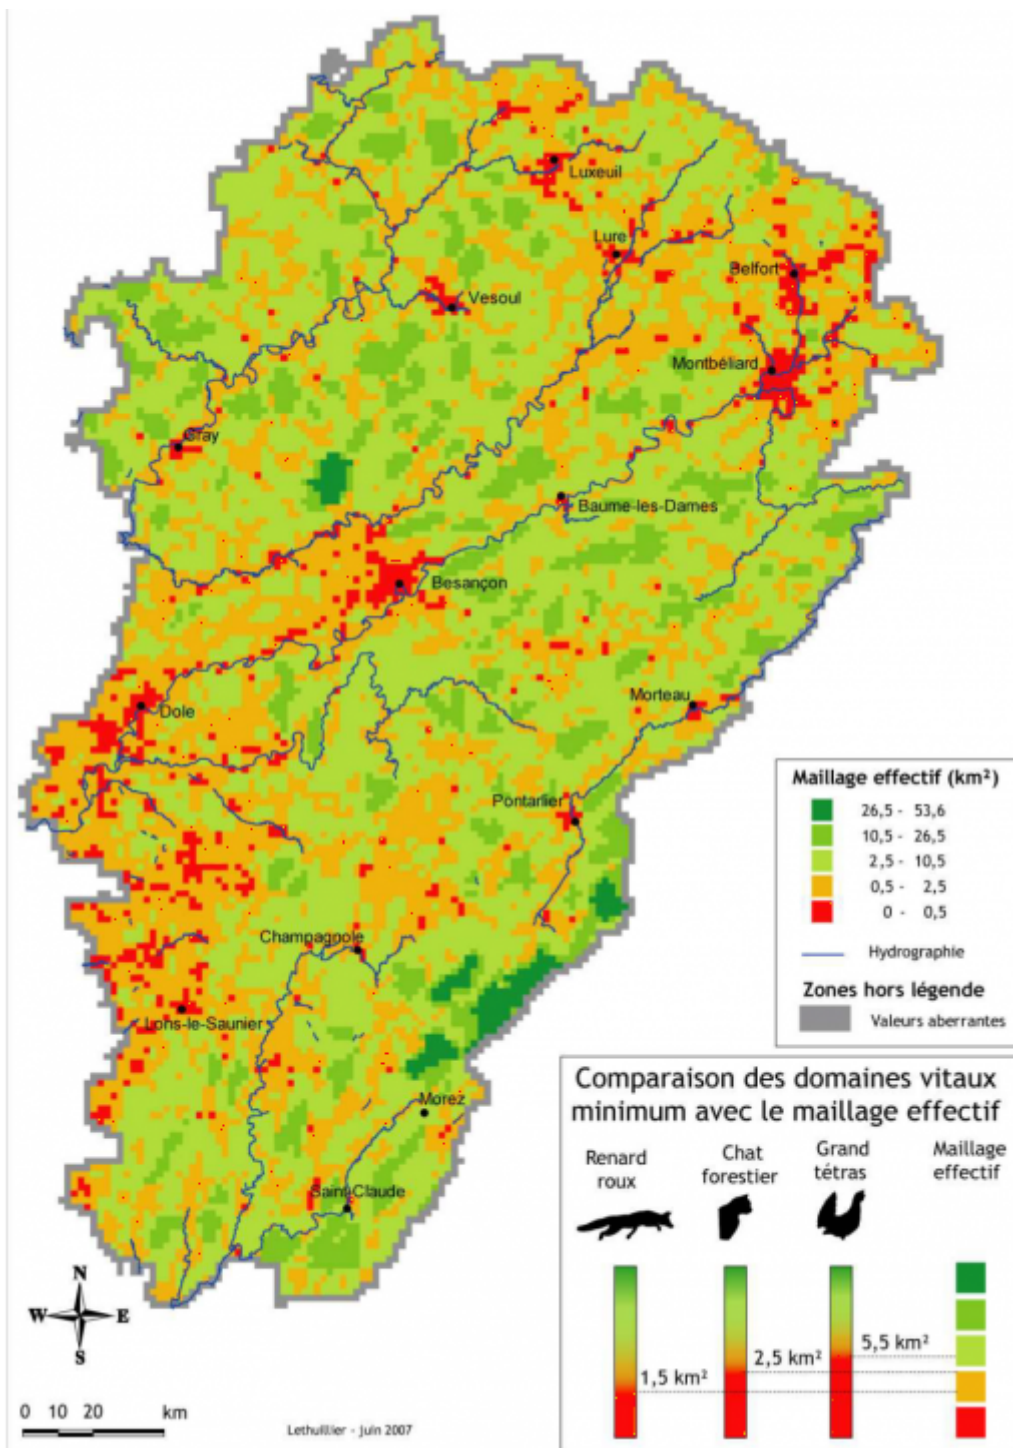 Luxeuil
Lure
Belfort
Vesoul
Montbéliard
Gray
Baume-les-Dames
Besançon
Morteau
Dole
Pontarlier
Champagnole
Lons-le-Saunier
Morez
Saint-Claude
Maillage effectif (km²)
26,5 - 53,6
10,5 - 26,5
2,5 - 10,5
0,5 - 2,5
0 - 0,5
Hydrographie
Zones hors légende
Valeurs aberrantes
Comparaison des domaines vitaux
minimum avec le maillage effectif
Renard
roux
Chat
forestier
Grand
tétras
Maillage
effectif
1,5 km²
2,5 km²
5,5 km²
N
W E
S
0 10 20 km
Lethuillier - Juin 2007